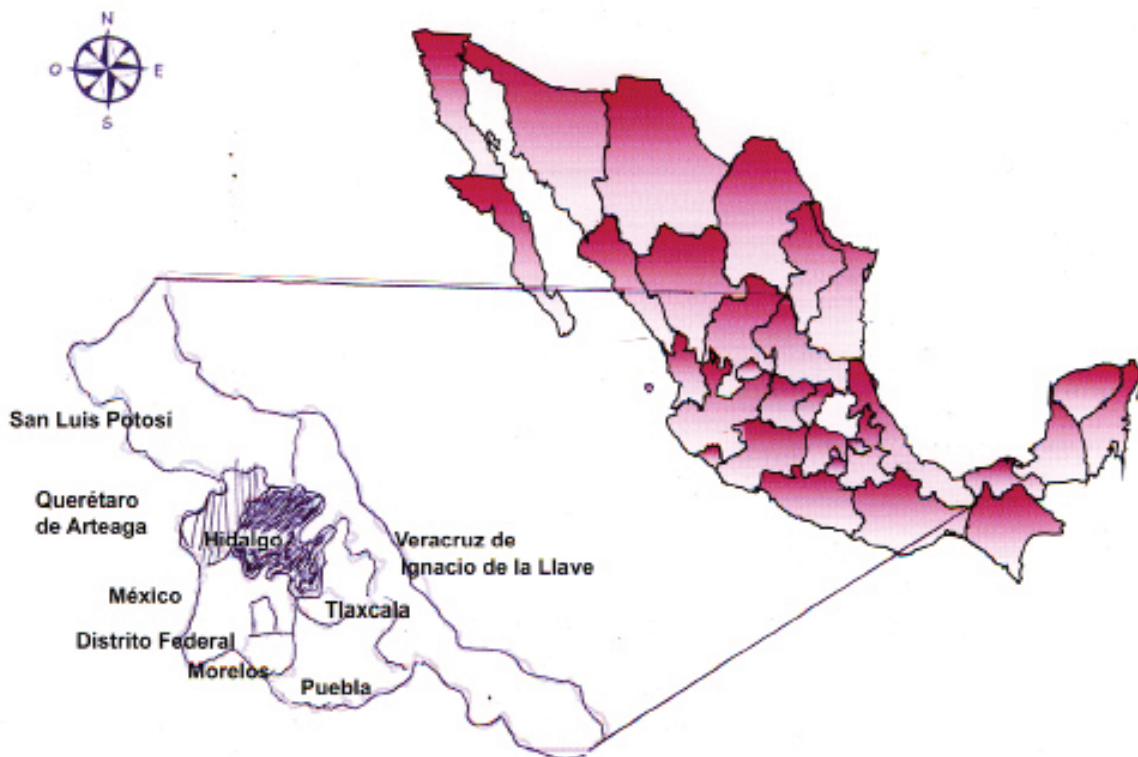 N
O
E
S
San Luis Potosí
Querétaro
de Arteaga
Hidalgo
Veracruz de
Ignacio de la Llave
México
Tlaxcala
Distrito Federal
Morelos
Puebla